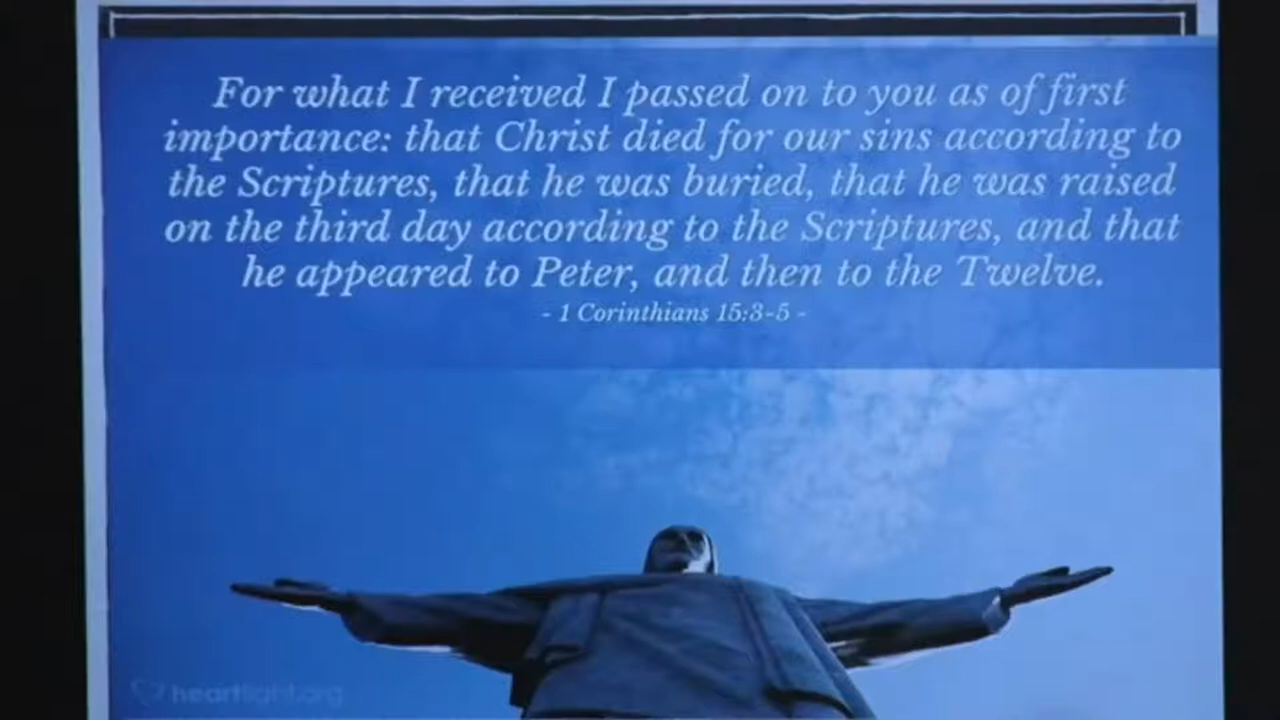 For what I received I passed on to you as of first
importance: that Christ died for our sins according to
the Scriptures, that he was buried, that he was raised
on the third day according to the Scriptures, and that
he appeared to Peter, and then to the Twelve.
- 1 Corinthians 15:3-5 -
heartlight.org